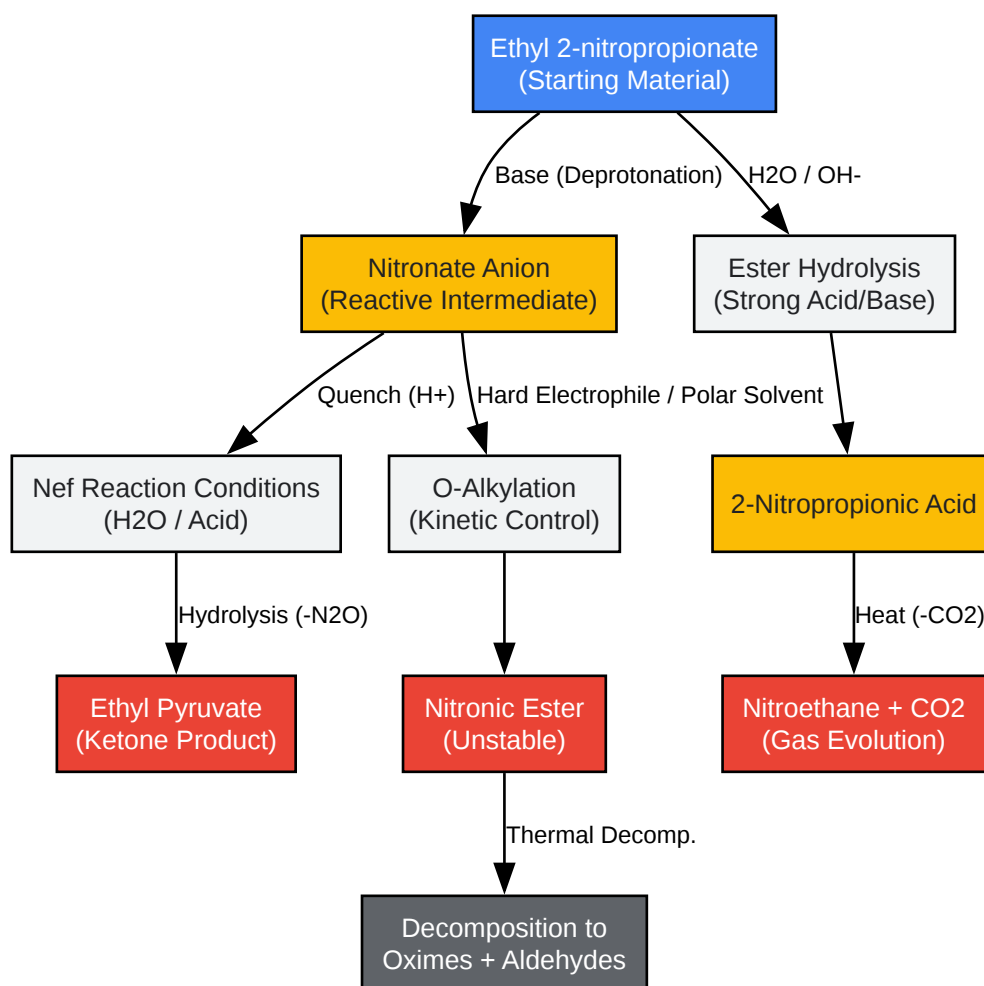 Ethyl 2-nitropropionate
(Starting Material)
Base (Deprotonation)
H2O / OH-
Nitronate Anion
(Reactive Intermediate)
Ester Hydrolysis
(Strong Acid/Base)
Quench (H+)
Hard Electrophile / Polar Solvent
Nef Reaction Conditions
(H2O / Acid)
O-Alkylation
(Kinetic Control)
2-Nitropropionic Acid
Hydrolysis (-N2O)
Heat (-CO2)
Ethyl Pyruvate
(Ketone Product)
Nitronic Ester
(Unstable)
Nitroethane + CO2
(Gas Evolution)
Thermal Decomp.
Decomposition to
Oximes + Aldehydes